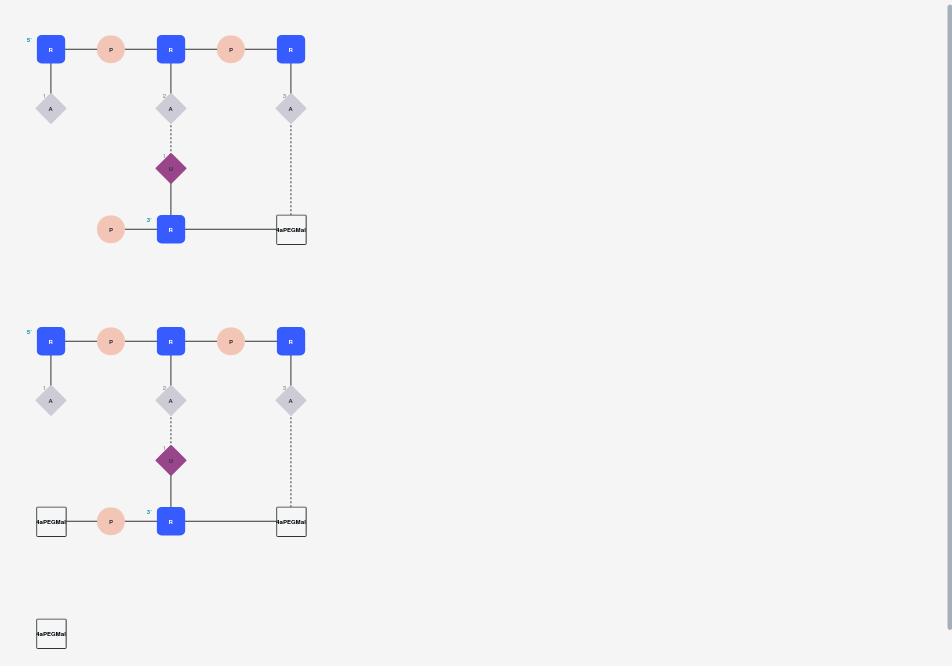 5' R P R P R
1 A 2 A 3 A
1 U
P 3' R 4aPEGMal
5' R P R P R
1 A 2 A 3 A
1 U
4aPEGMal P 3' R 4aPEGMal
4aPEGMal